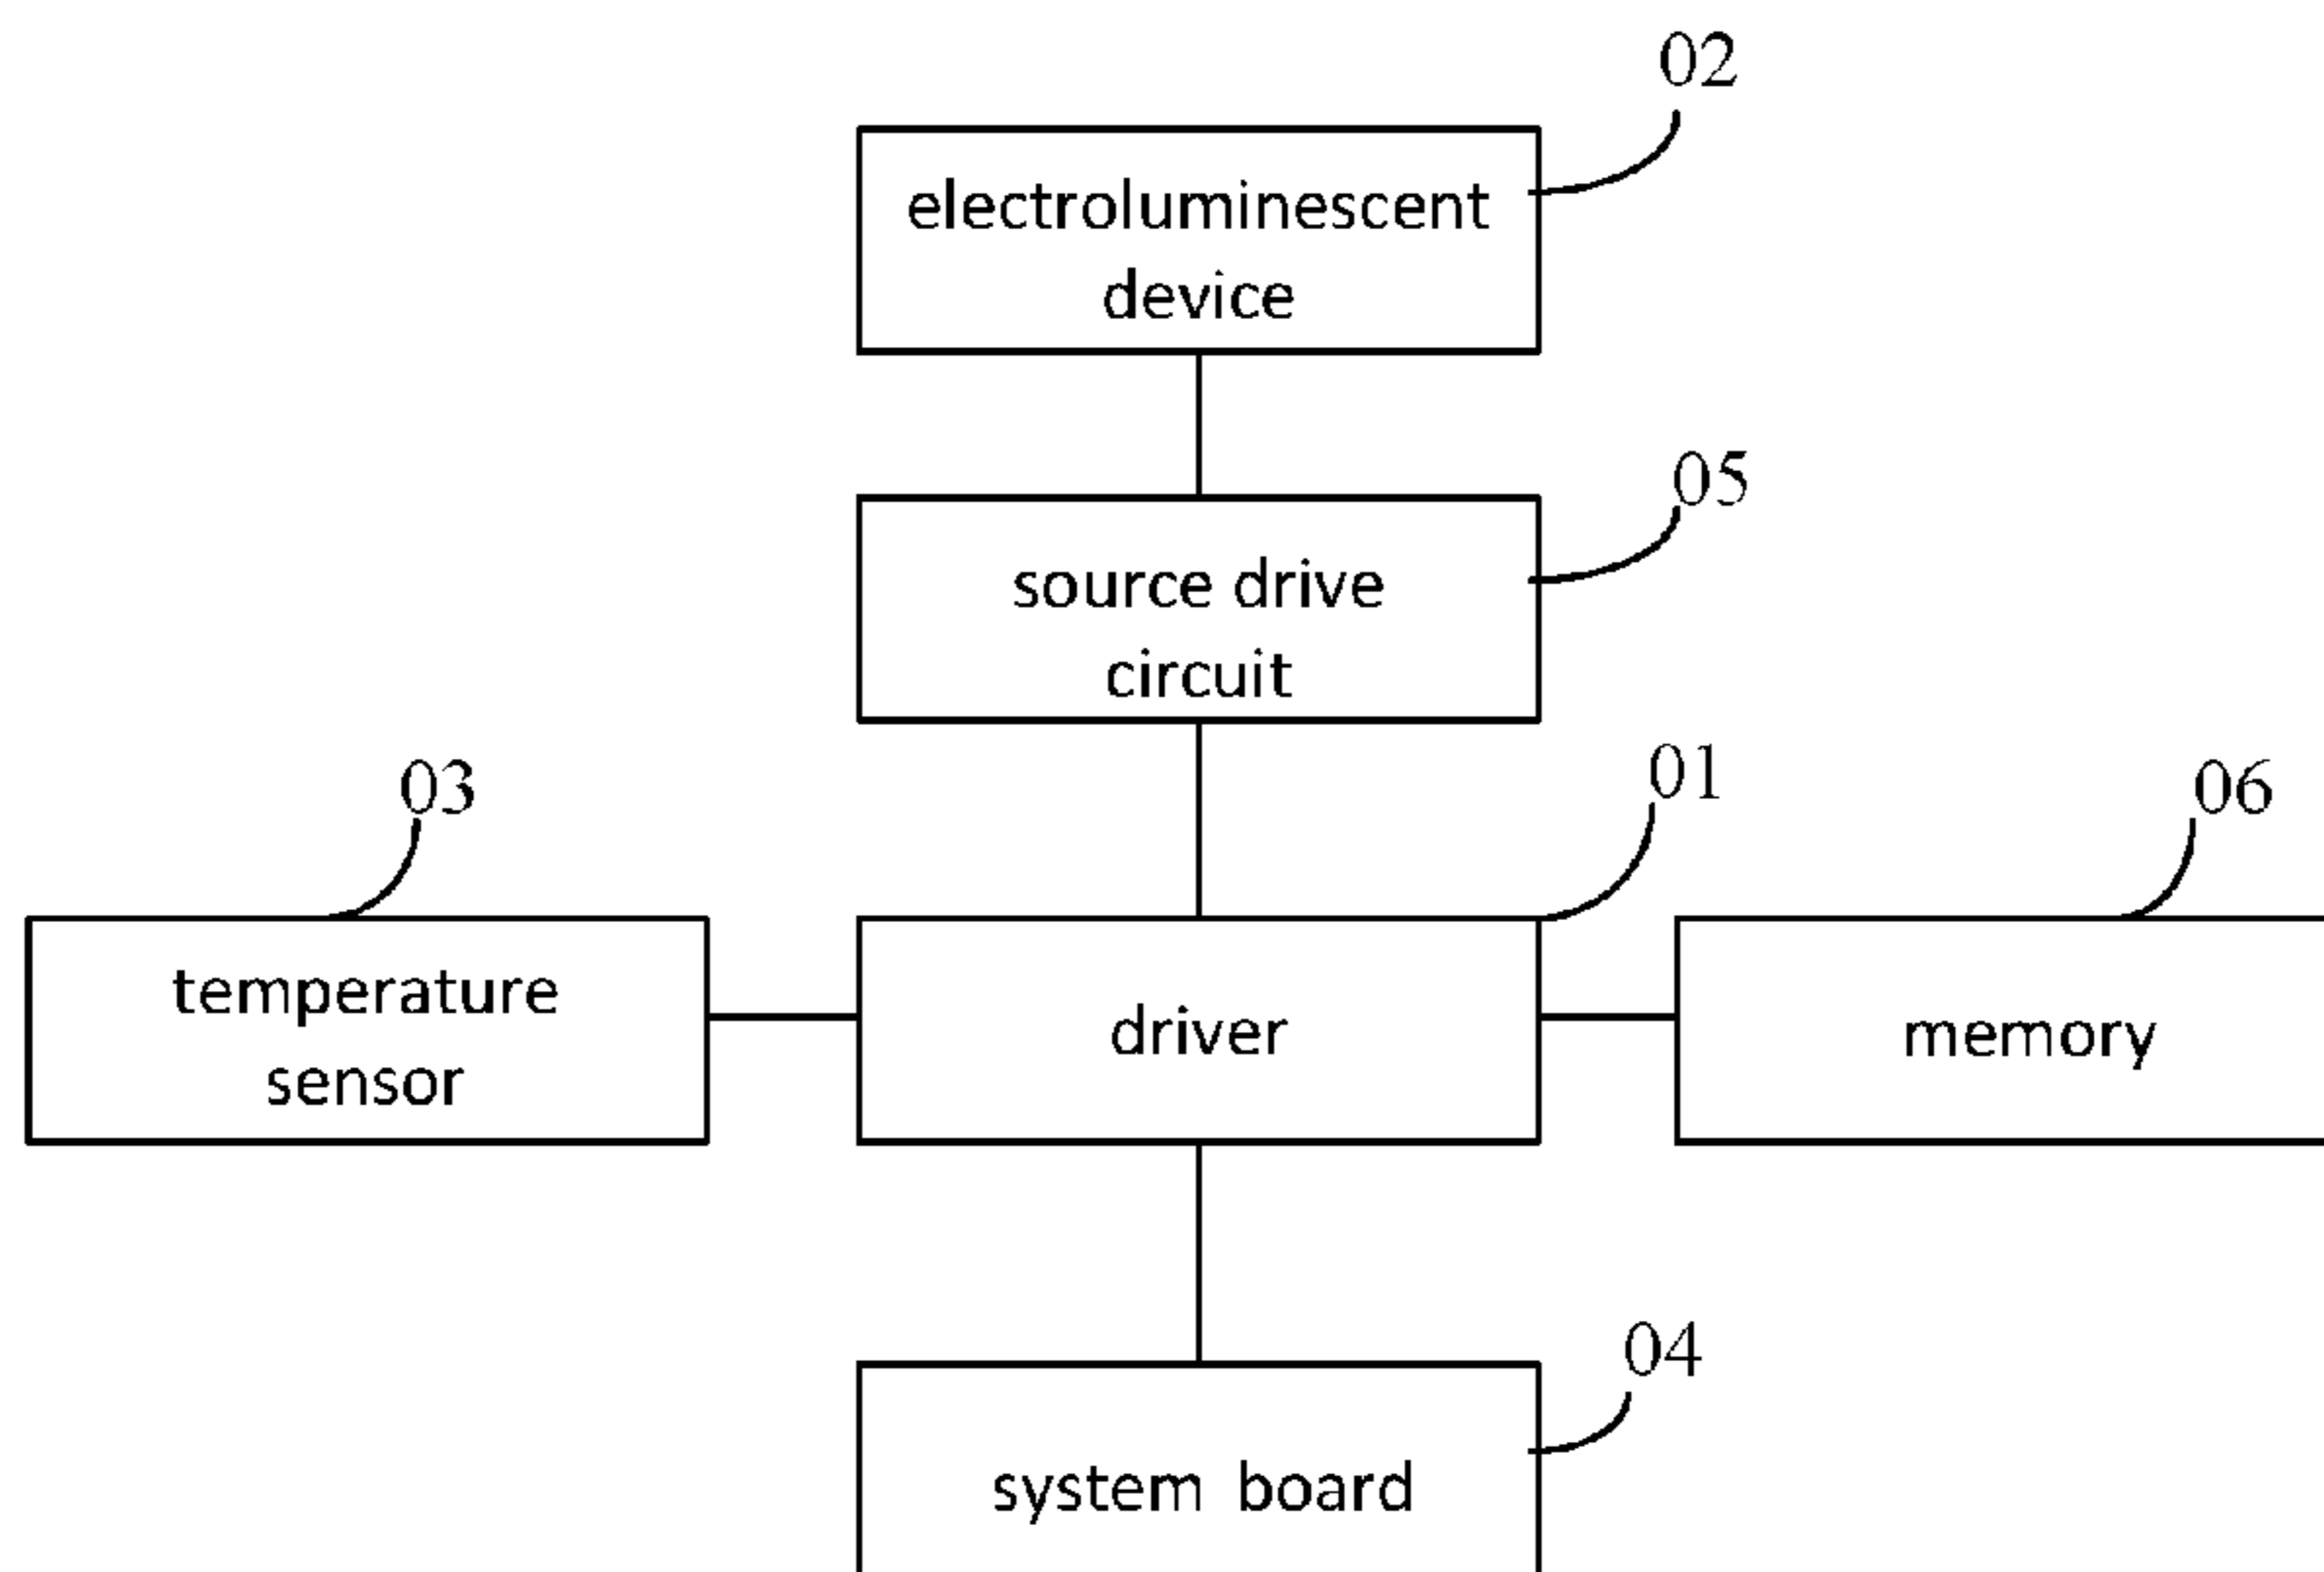 02
electroluminescent
device
05
source drive
circuit
03
01
06
temperature
sensor
driver
memory
04
system board